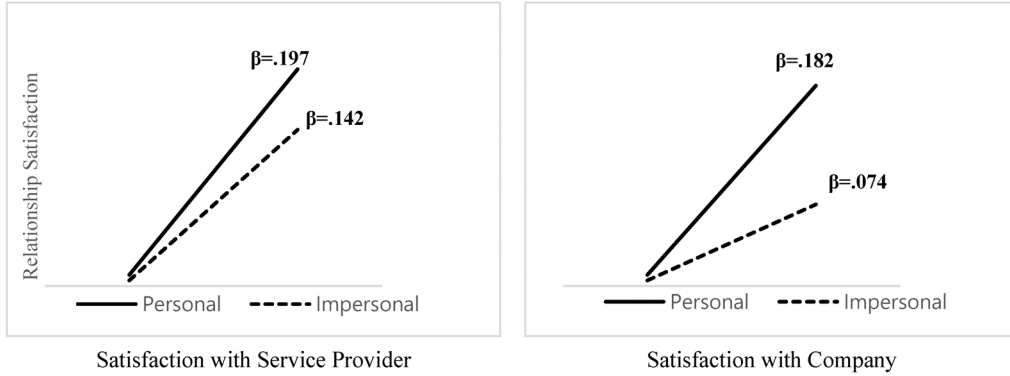 Relationship Satisfaction
β=.197
β=.142
Personal
Impersonal
Satisfaction with Service Provider
β=.182
β=.074
Personal
Impersonal
Satisfaction with Company